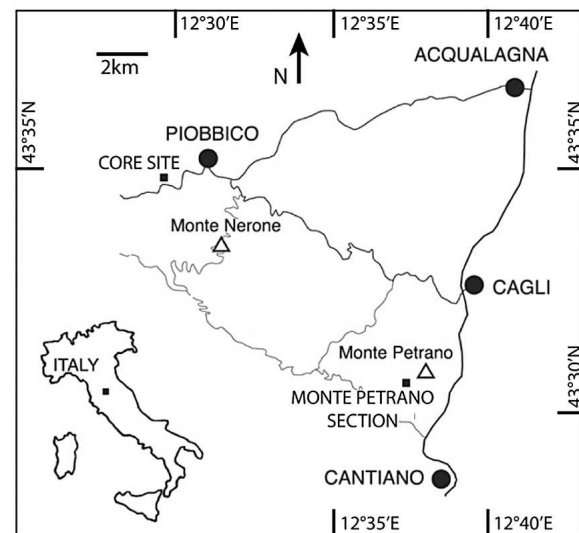 12°30′E
12°35′E
12°40′E
2km
N
ACQUALAGNA
43°35′N
43°35′N
PIOBBICO
CORE SITE
Monte Nerone
CAGLI
ITALY
Monte Petrano
MONTE PETRANO
SECTION
43°30′N
CANTIANO
12°35′E
12°40′E